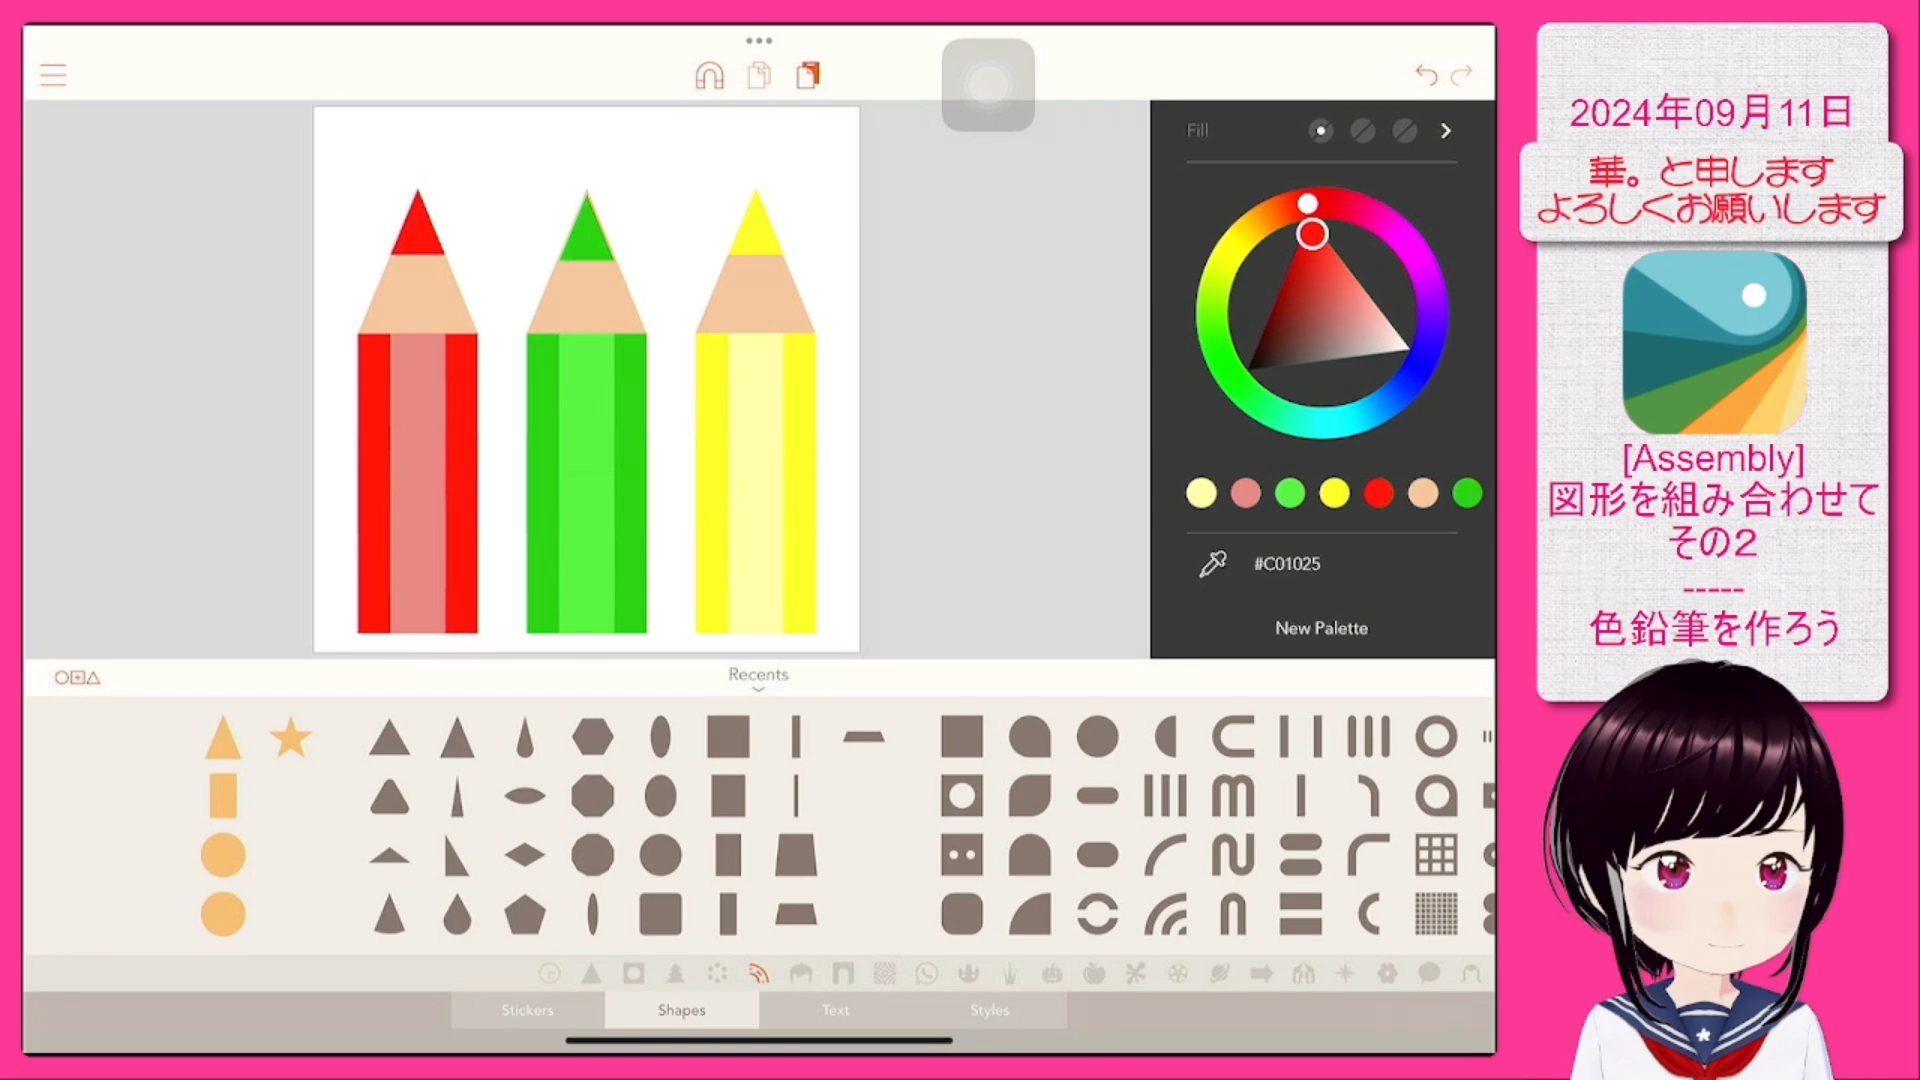 Fill
#C01025
New Palette
Recents
Stickers
Shapes
Text
Styles
2024年09月11日
華。と申します
よろしくお願いします
[Assembly]
図形を組み合わせて
その２
-----
色鉛筆を作ろう